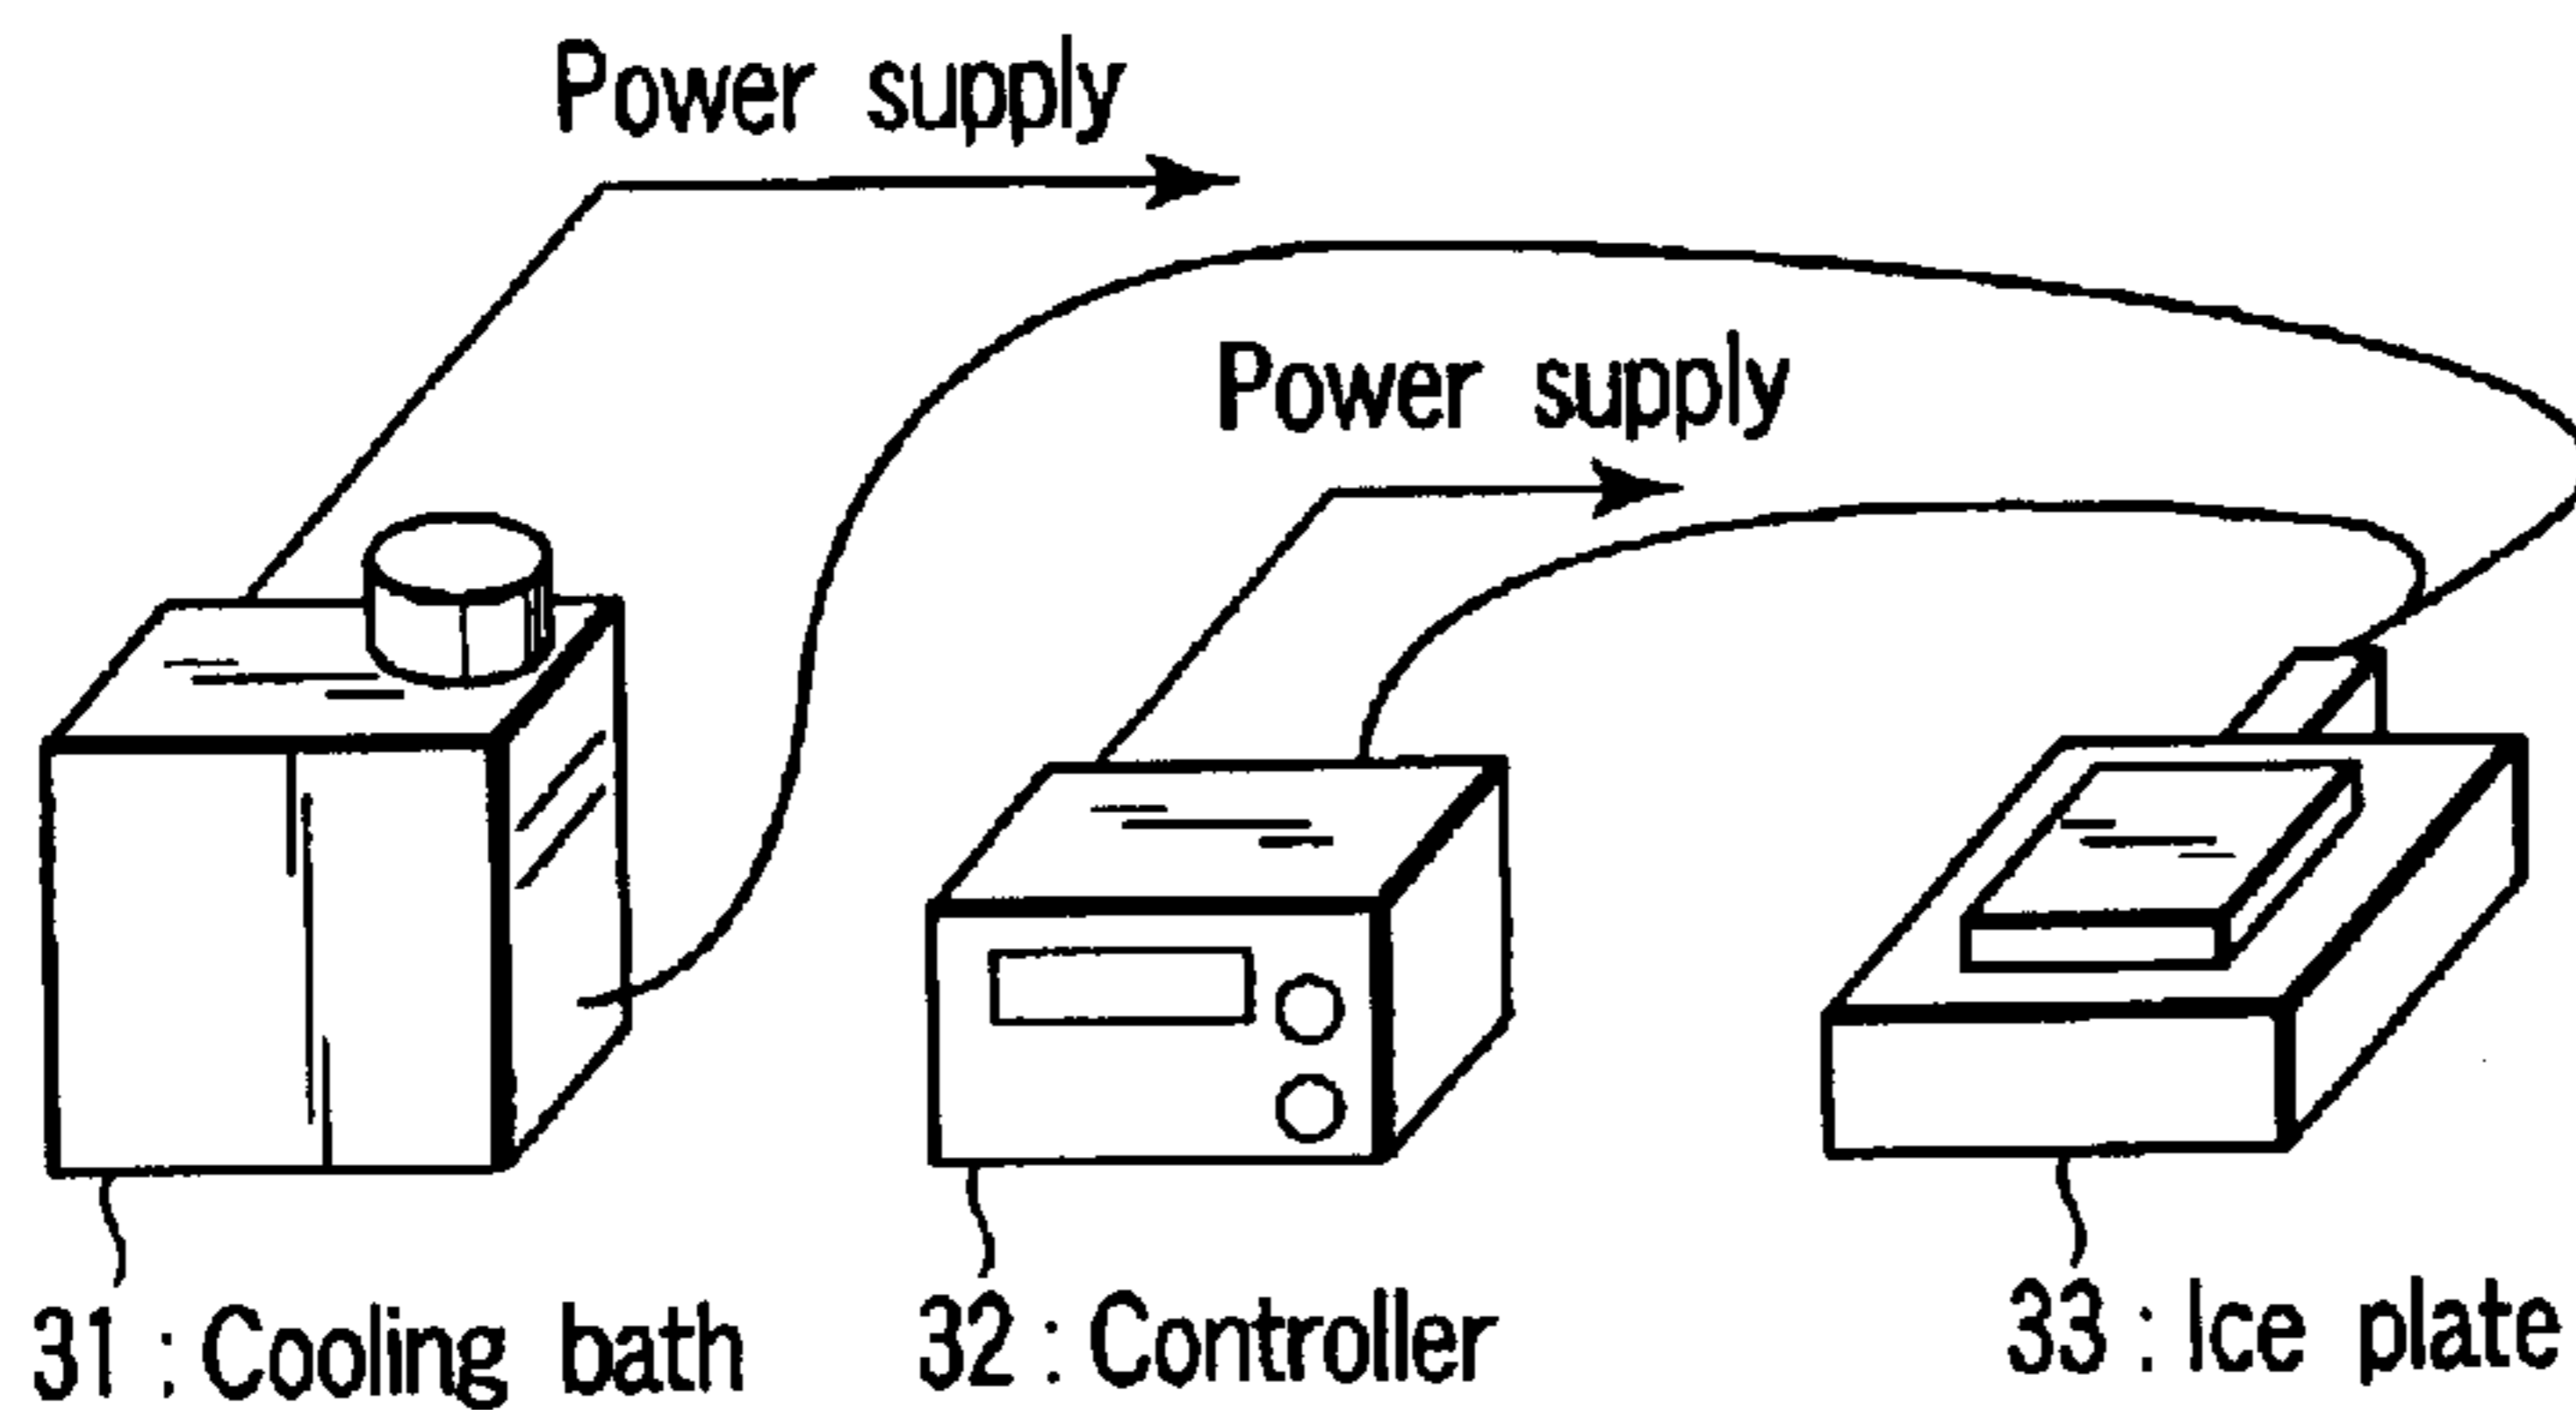 Power supply
Power supply
31 : Cooling bath
32 : Controller
33 : Ice plate